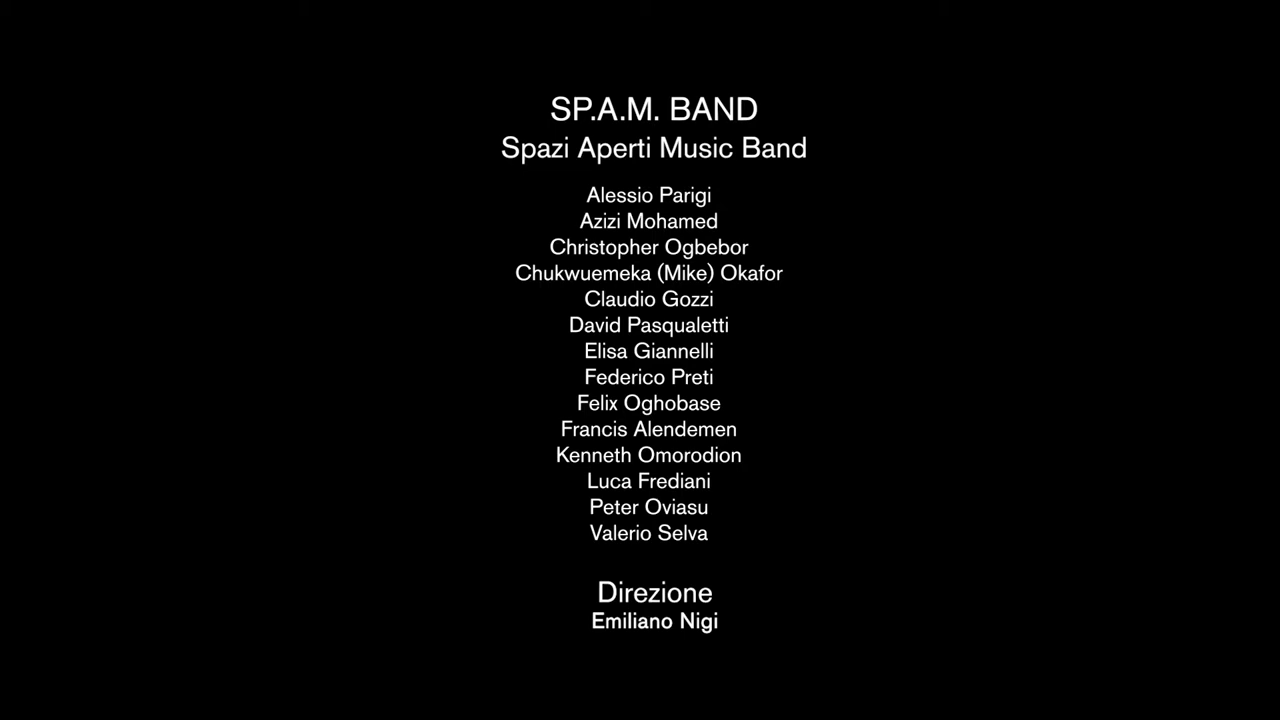 SP.A.M. BAND
Spazi Aperti Music Band
Alessio Parigi
Azizi Mohamed
Christopher Ogbebor
Chukwuemeka (Mike) Okafor
Claudio Gozzi
David Pasqualetti
Elisa Giannelli
Federico Preti
Felix Oghobase
Francis Alendemen
Kenneth Omorodion
Luca Frediani
Peter Oviasu
Valerio Selva
Direzione
Emiliano Nigi